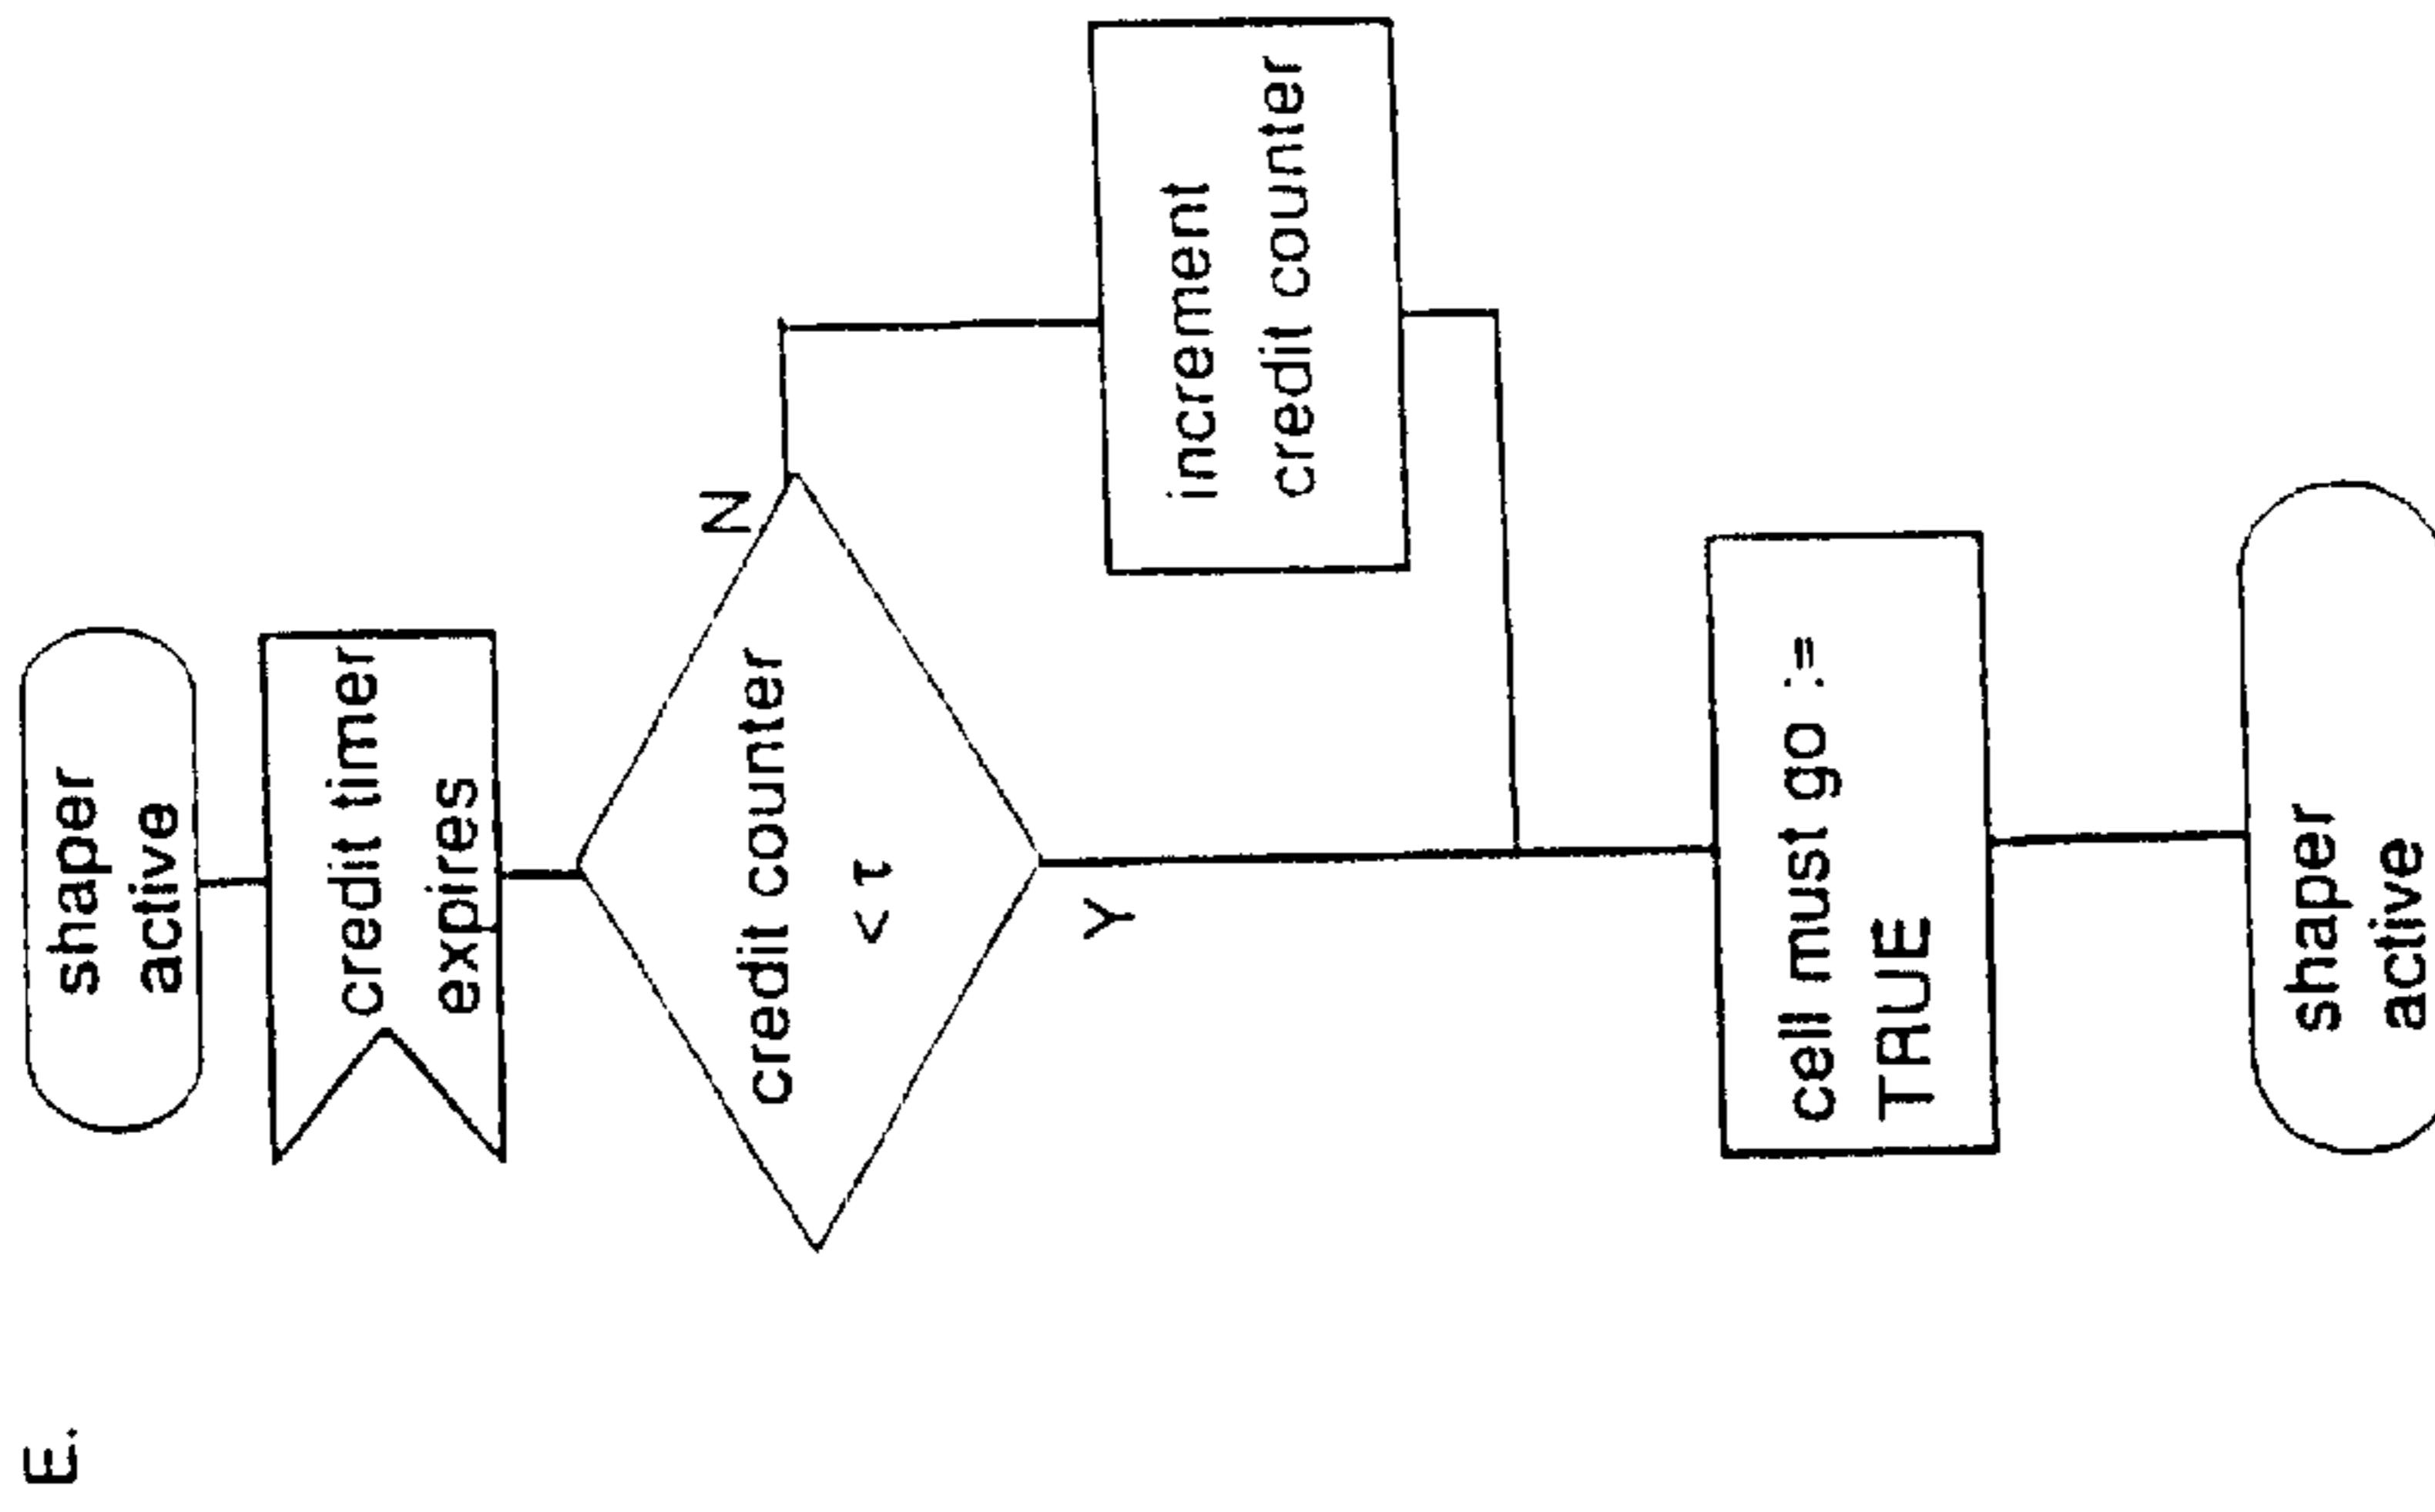 E.
shaper
active
credit timer
expires
credit counter
< τ
N
Y
increment
credit counter
cell must go :=
TRUE
shaper
active